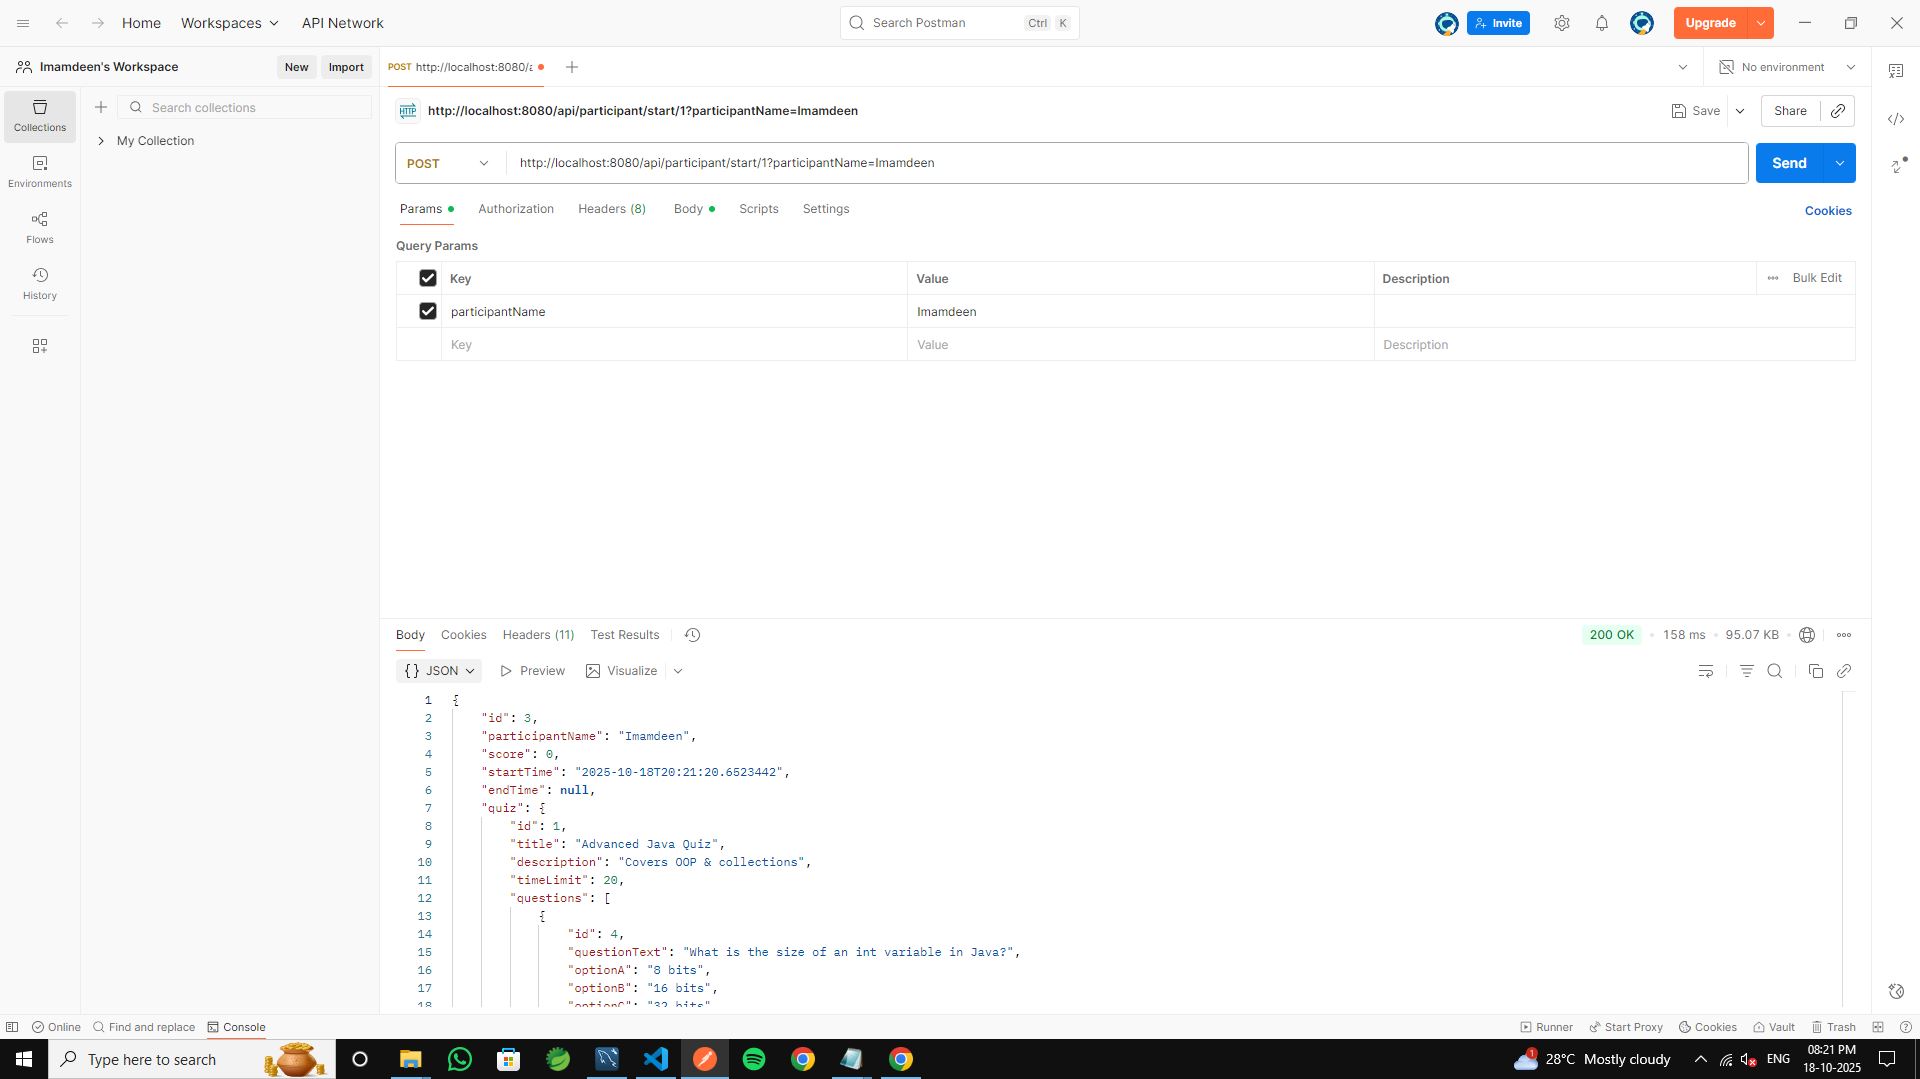 Home
Workspaces
API Network
Search Postman
Ctrl
K
Invite
Upgrade
Imamdeen's Workspace
New
Import
POST http://localhost:8080/a
No environment
Collections
Search collections
My Collection
Environments
Flows
History
HTTP
http://localhost:8080/api/participant/start/1?participantName=Imamdeen
Save
Share
POST
http://localhost:8080/api/participant/start/1?participantName=Imamdeen
Send
Params
Authorization
Headers (8)
Body
Scripts
Settings
Cookies
Query Params
Key
Value
Description
Bulk Edit
participantName
Imamdeen
Key
Value
Description
Body
Cookies
Headers (11)
Test Results
200 OK
158 ms
95.07 KB
{} JSON
Preview
Visualize
1 {
2 "id": 3,
3 "participantName": "Imamdeen",
4 "score": 0,
5 "startTime": "2025-10-18T20:21:20.6523442",
6 "endTime": null,
7 "quiz": {
8 "id": 1,
9 "title": "Advanced Java Quiz",
10 "description": "Covers OOP & collections",
11 "timeLimit": 20,
12 "questions": [
13 {
14 "id": 4,
15 "questionText": "What is the size of an int variable in Java?",
16 "optionA": "8 bits",
17 "optionB": "16 bits",
18 "optionC": "32 bits"
Online
Find and replace
Console
Runner
Start Proxy
Cookies
Vault
Trash
Type here to search
1
28°C Mostly cloudy
ENG
08:21 PM
18-10-2025